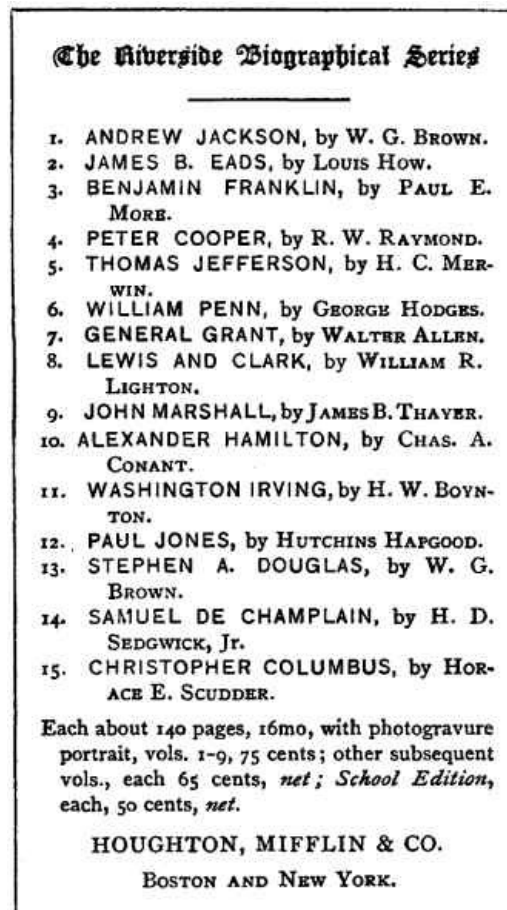 The Riverside Biographical Series
1. ANDREW JACKSON, by W. G. BROWN.
2. JAMES B. EADS, by LOUIS HOW.
3. BENJAMIN FRANKLIN, by PAUL E.
MORE.
4. PETER COOPER, by R. W. RAYMOND.
5. THOMAS JEFFERSON, by H. C. MER-
WIN.
6. WILLIAM PENN, by GEORGE HODGES.
7. GENERAL GRANT, by WALTER ALLEN.
8. LEWIS AND CLARK, by WILLIAM R.
LIGHTON.
9. JOHN MARSHALL, by JAMES B. THAYER.
10. ALEXANDER HAMILTON, by CHAS. A.
CONANT.
11. WASHINGTON IRVING, by H. W. BOYN-
TON.
12. PAUL JONES, by HUTCHINS HAPGOOD.
13. STEPHEN A. DOUGLAS, by W. G.
BROWN.
14. SAMUEL DE CHAMPLAIN, by H. D.
SEDGWICK, Jr.
15. CHRISTOPHER COLUMBUS, by HOR-
ACE E. SCUDDER.
Each about 140 pages, 16mo, with photogravure
portrait, vols. 1-9, 75 cents; other subsequent
vols., each 65 cents, net; School Edition,
each, 50 cents, net.
HOUGHTON, MIFFLIN & CO.
BOSTON AND NEW YORK.